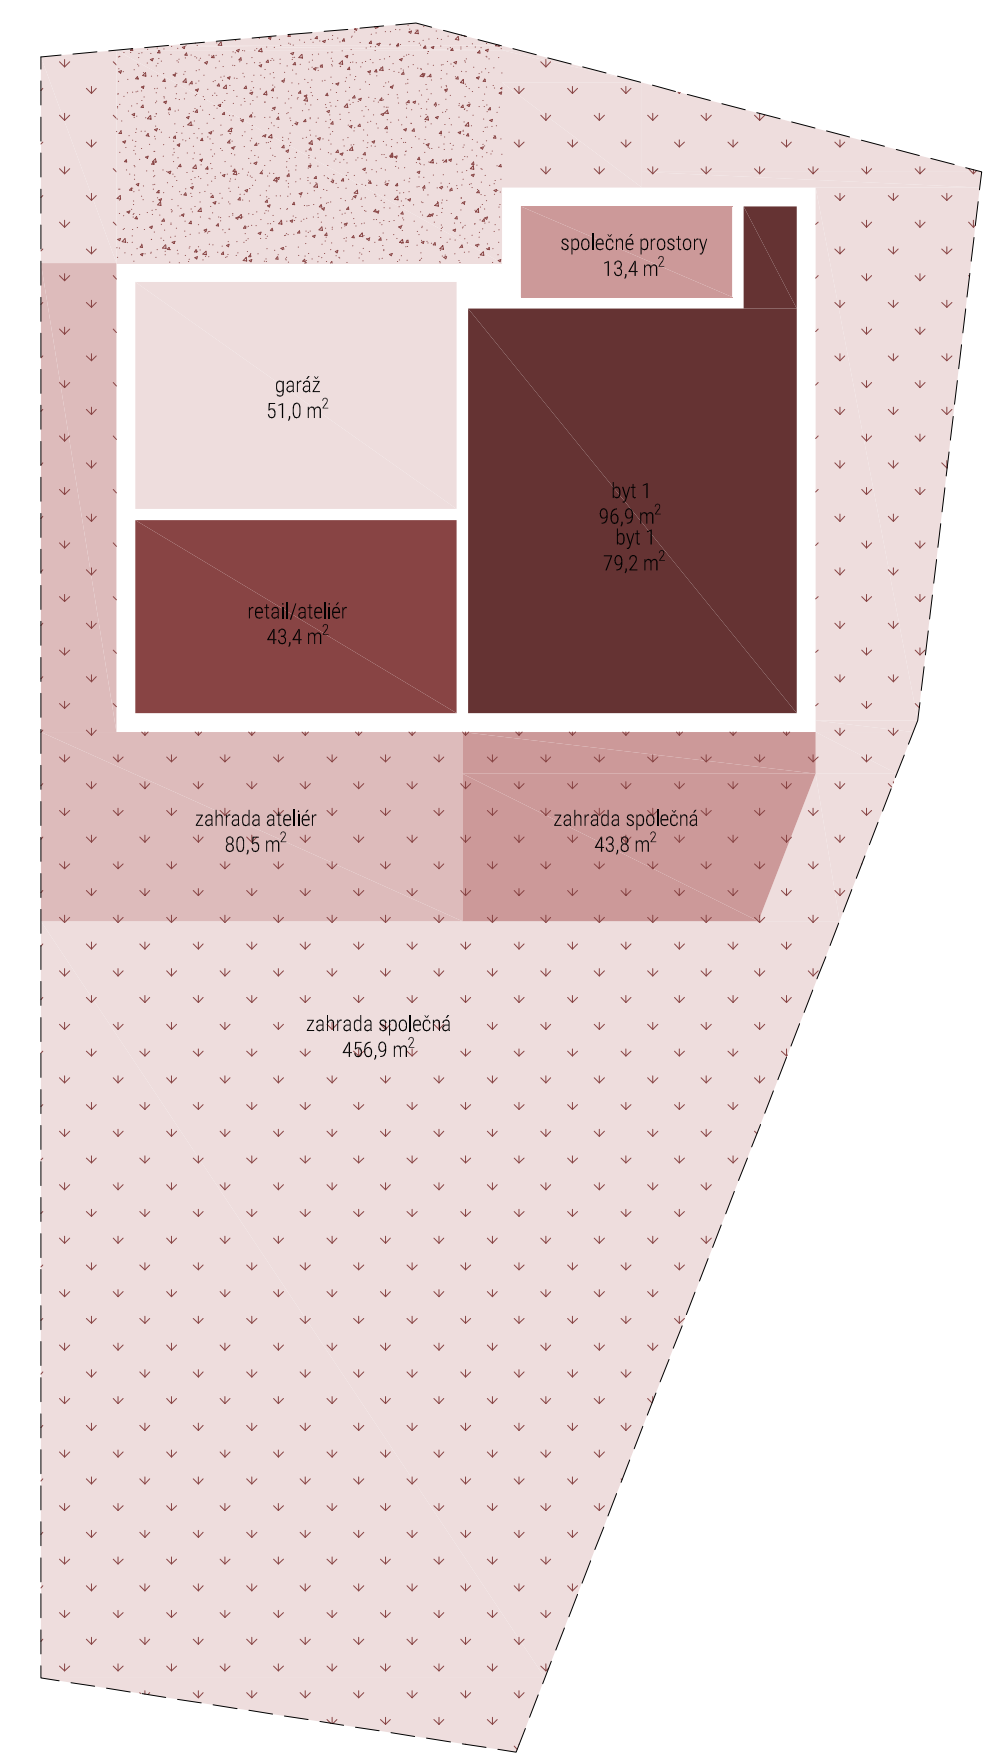 společné prostory
13,4 m²
garáž
51,0 m²
byt 1
96,9 m²
byt 1
79,2 m²
retail/ateliér
43,4 m²
zahrada ateliér
80,5 m²
zahrada společná
43,8 m²
zahrada společná
456,9 m²